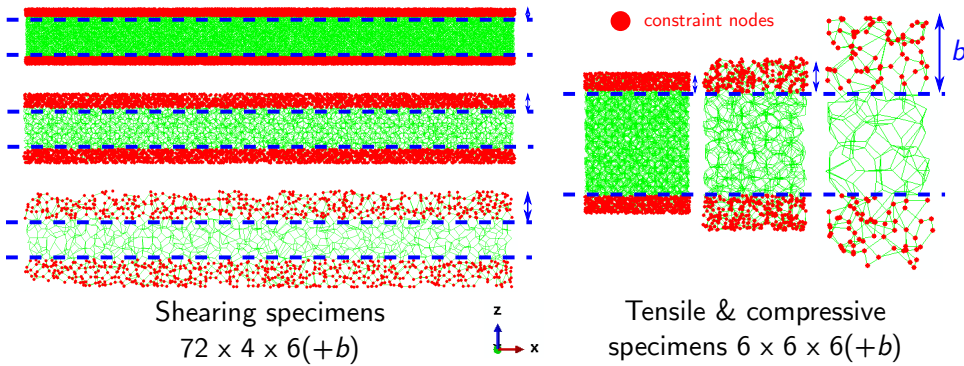 constraint nodes
b
Shearing specimens
72 x 4 x 6(+b)
z
x
Tensile & compressive
specimens 6 x 6 x 6(+b)